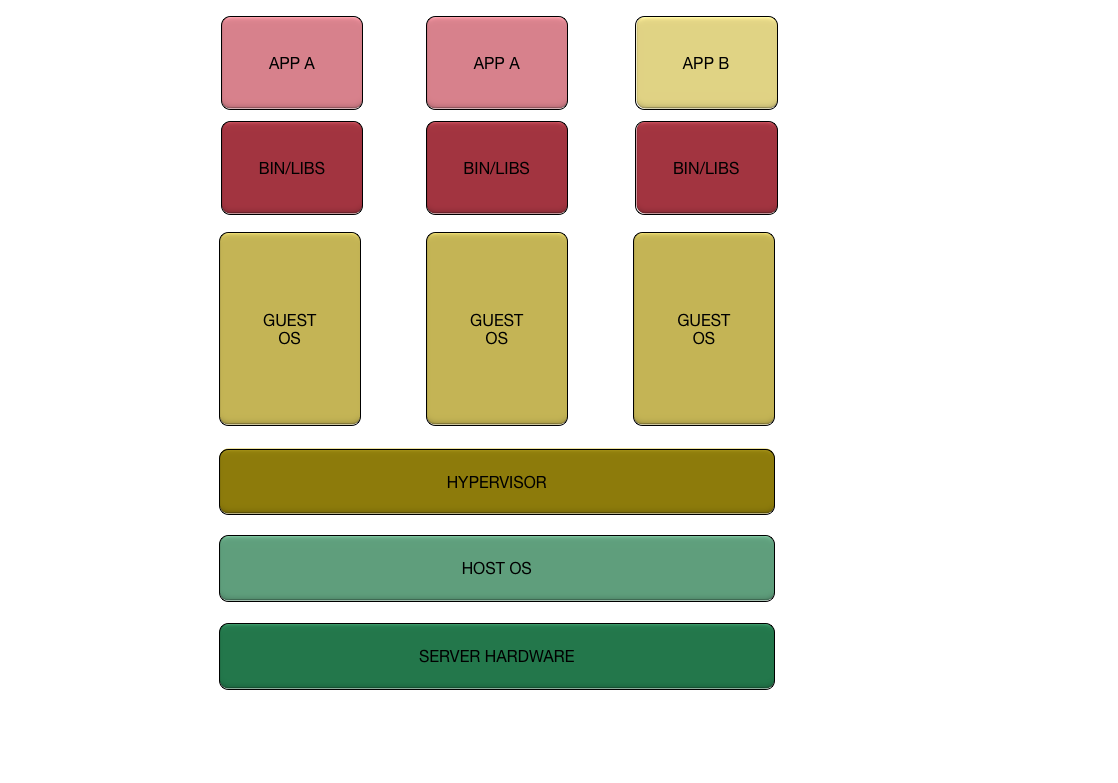 APP A
APP A
APP B
BIN/LIBS
BIN/LIBS
BIN/LIBS
GUEST
OS
GUEST
OS
GUEST
OS
HYPERVISOR
HOST OS
SERVER HARDWARE